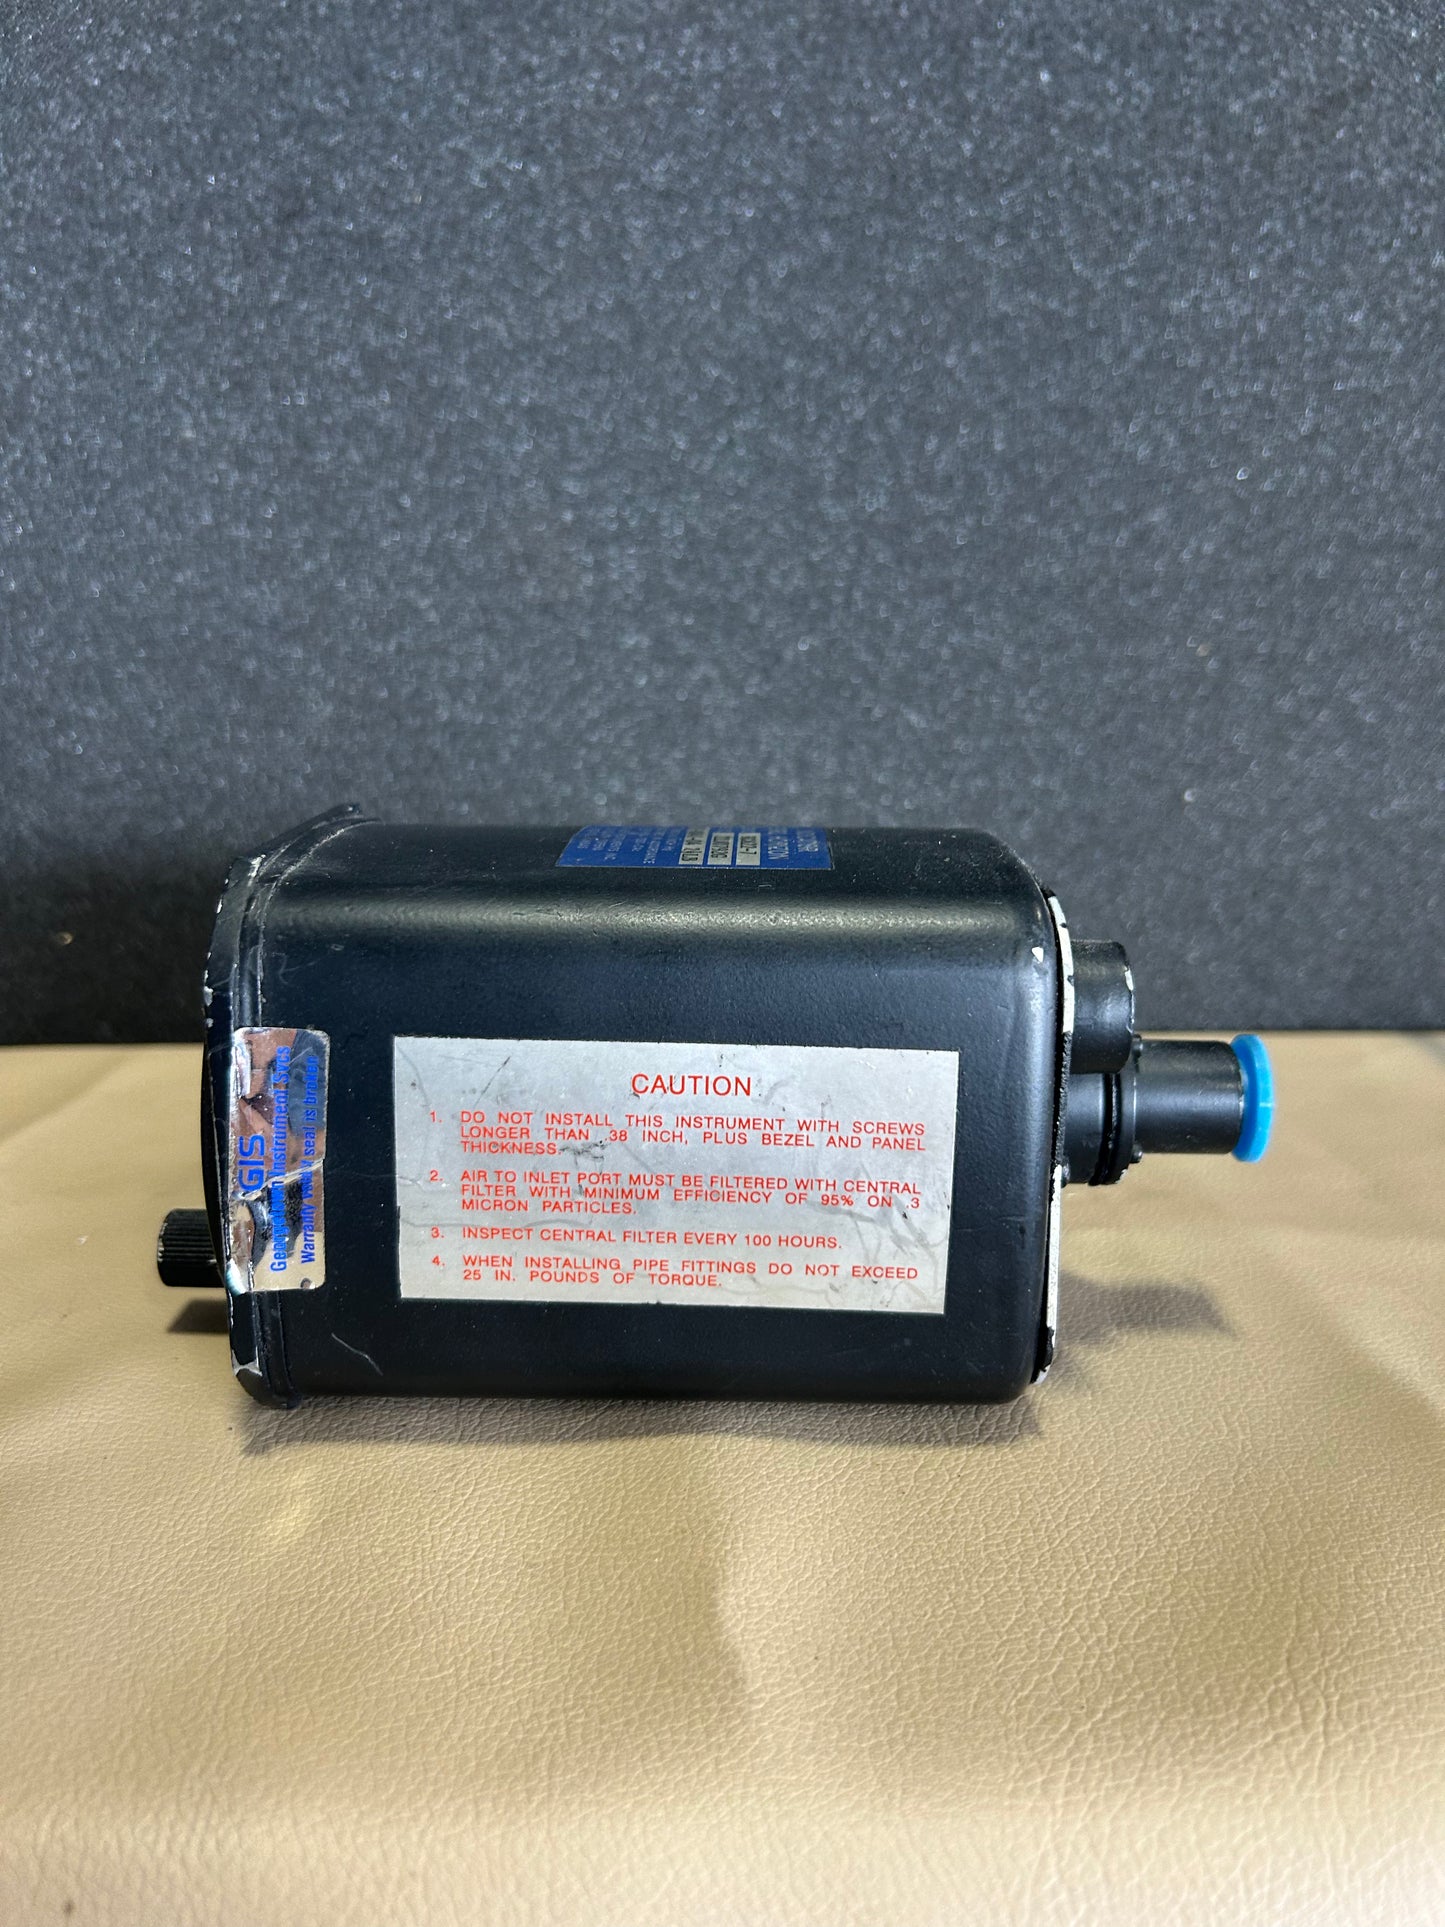 CAUTION
1. DO NOT INSTALL THIS INSTRUMENT WITH SCREWS
LONGER THAN .38 INCH, PLUS BEZEL AND PANEL
THICKNESS.
2. AIR TO INLET PORT MUST BE FILTERED WITH CENTRAL
FILTER WITH MINIMUM EFFICIENCY OF 95% ON .3
MICRON PARTICLES.
3. INSPECT CENTRAL FILTER EVERY 100 HOURS.
4. WHEN INSTALLING PIPE FITTINGS DO NOT EXCEED
25 IN. POUNDS OF TORQUE.
GIS
Instrument Svcs
Warranty void if seal is broken